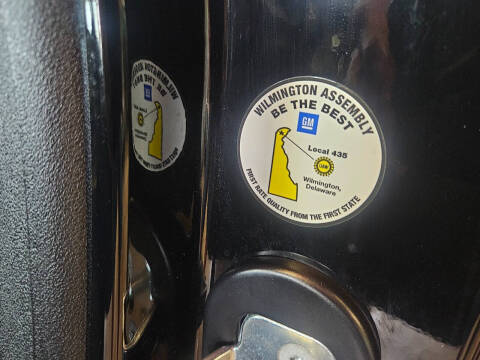 WILMINGTON ASSEMBLY
BE THE BEST
GM
Local 435
UAW
Wilmington,
Delaware
FIRST RATE QUALITY FROM THE FIRST STATE